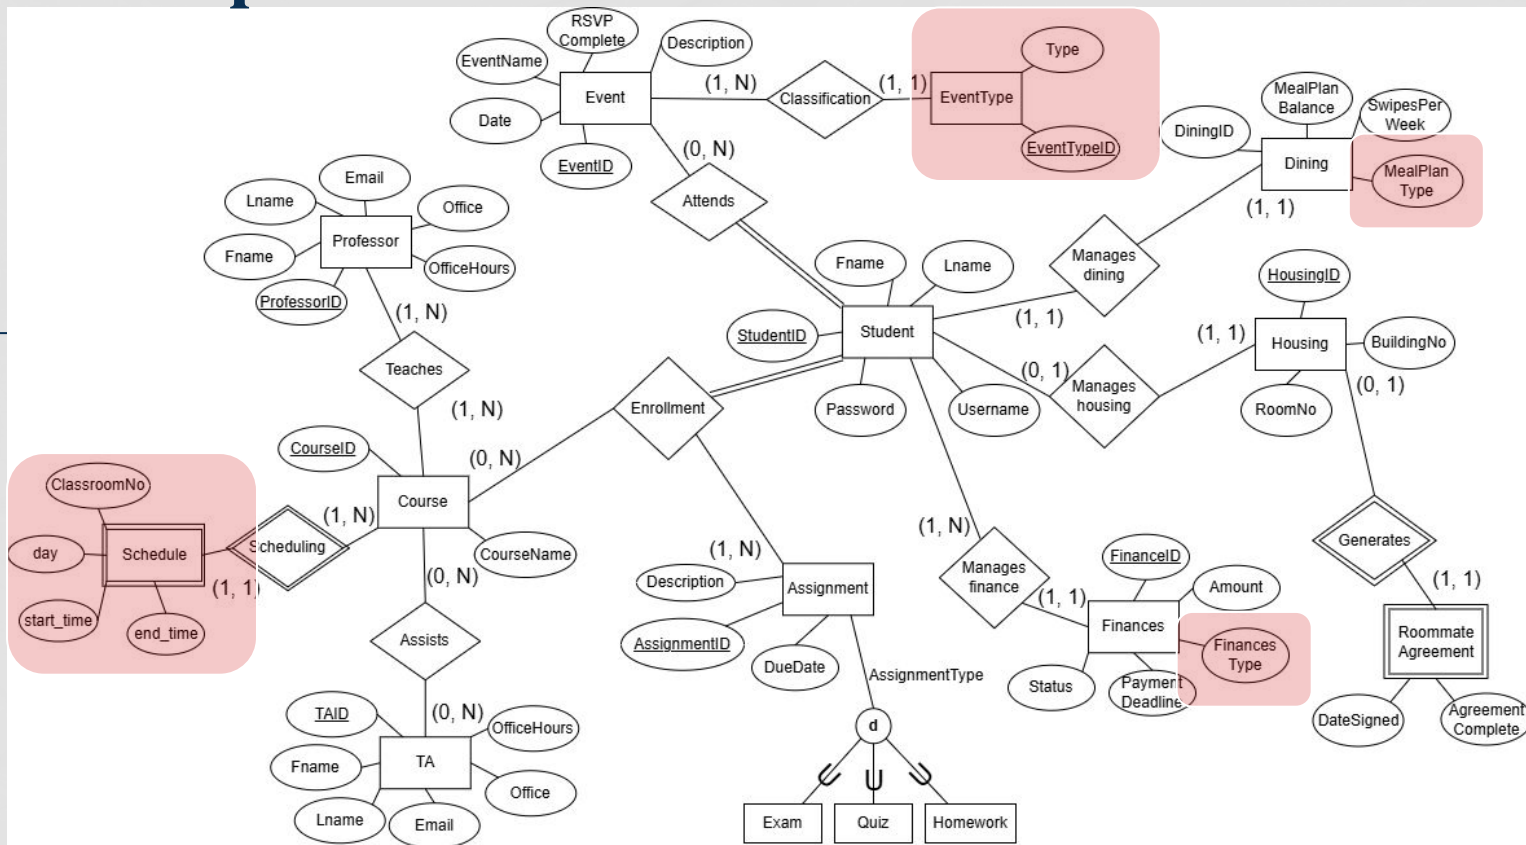 RSVP
Complete
Description
EventName
Event
Date
EventID
(1, N)
Classification
(1, 1)
EventType
Type
EventTypeID
MealPlan
Balance
SwipesPer
Week
DiningID
Dining
MealPlan
Type
(1, 1)
(0, N)
Attends
Email
Lname
Office
Professor
Fname
OfficeHours
ProfessorID
(1, N)
Teaches
(1, N)
Fname
Lname
StudentID
Student
Password
Username
Manages
dining
(1, 1)
HousingID
(1, 1)
Housing
BuildingNo
RoomNo
(0, 1)
(0, 1)
Manages
housing
Enrollment
CourseID
(0, N)
Course
CourseName
ClassroomNo
day
Schedule
start_time
end_time
(1, 1)
Scheduling
(1, N)
(0, N)
Assists
(0, N)
TAID
OfficeHours
Fname
TA
Office
Lname
Email
(1, N)
Description
Assignment
AssignmentID
DueDate
AssignmentType
d
Exam
Quiz
Homework
(1, N)
Manages
finance
(1, 1)
FinanceID
Amount
Finances
Finances
Type
Status
Payment
Deadline
Generates
(1, 1)
Roommate
Agreement
DateSigned
Agreement
Complete